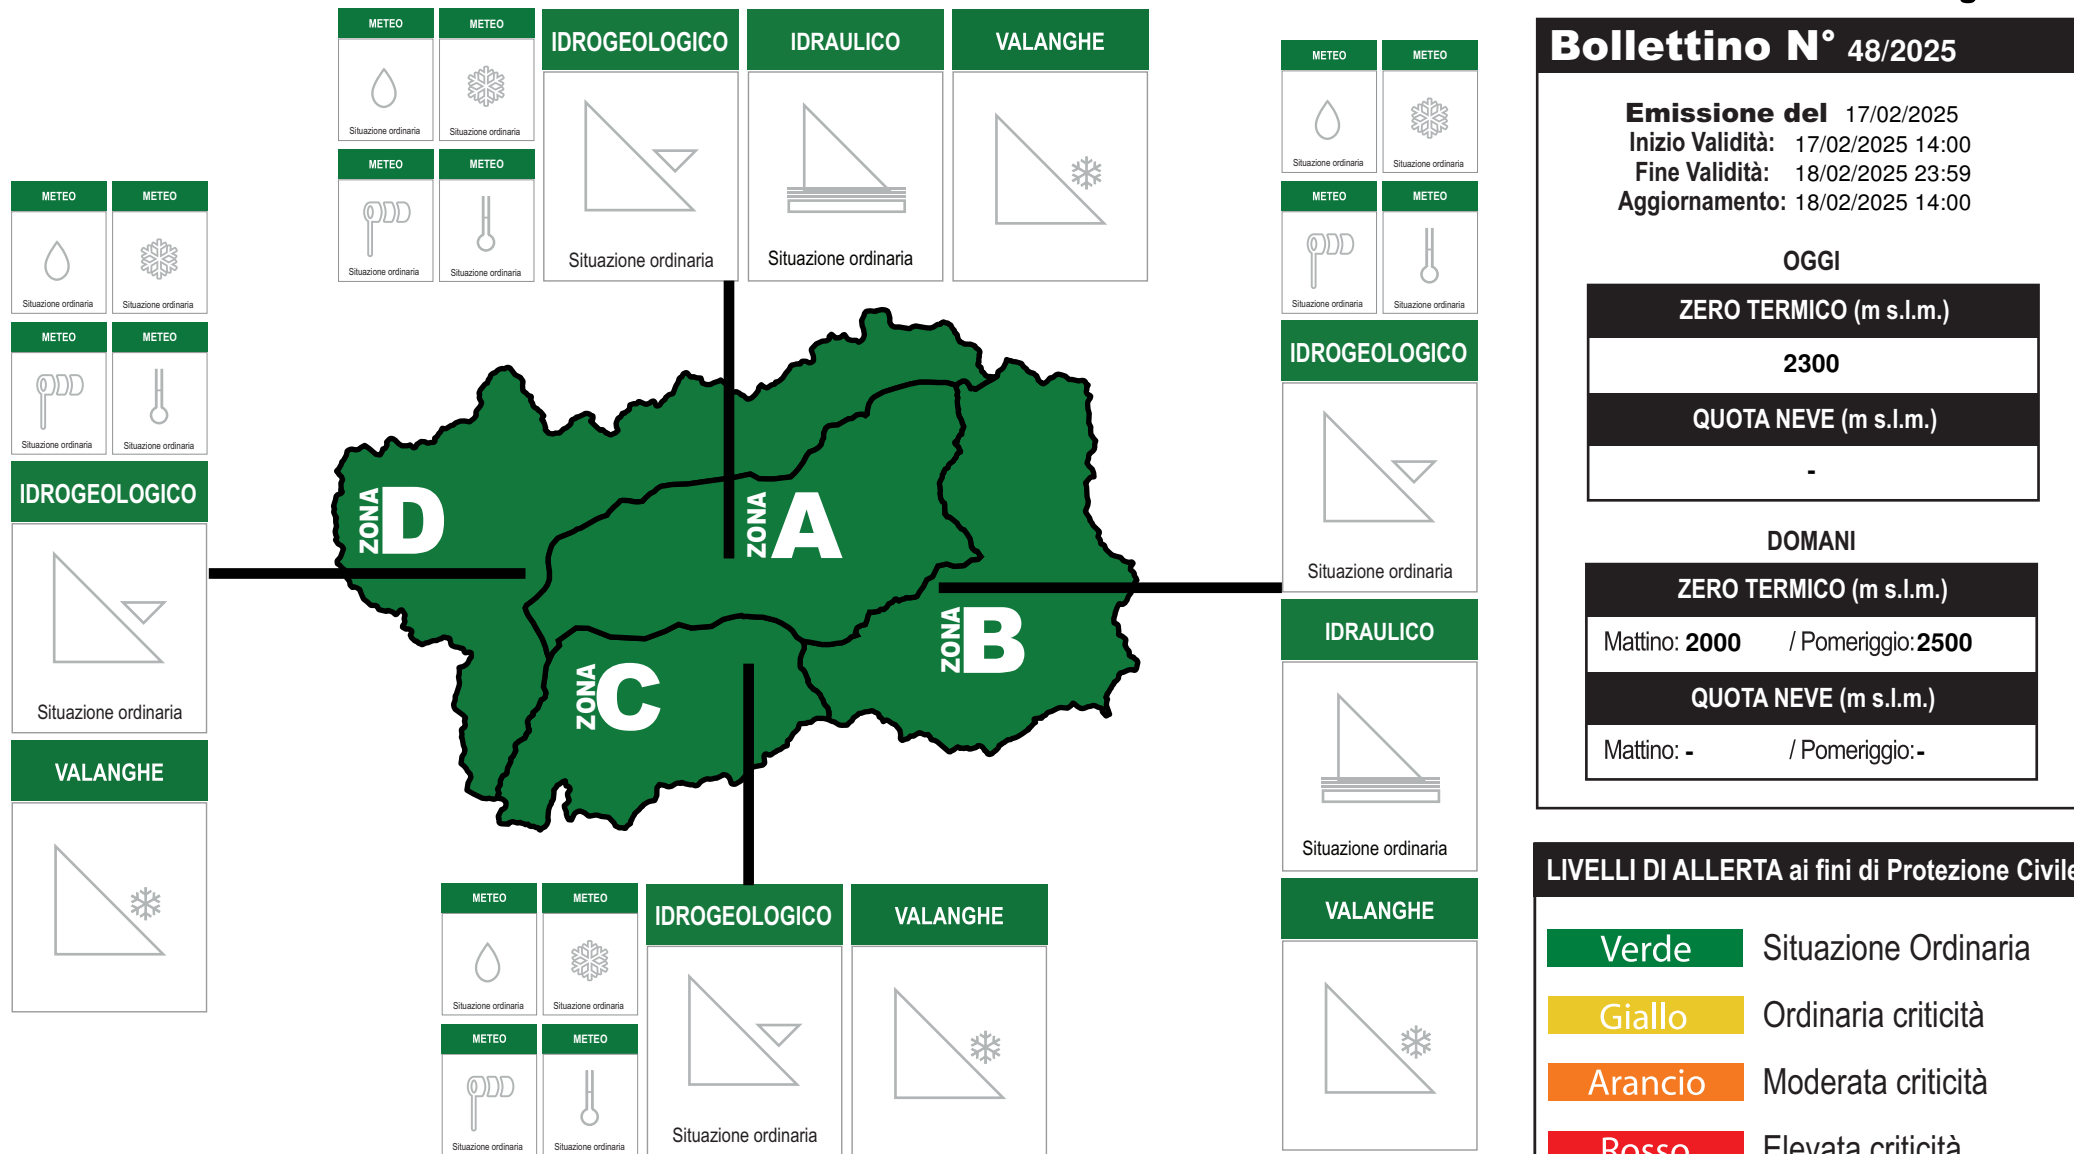 METEO METEO
Situazione ordinaria Situazione ordinaria
METEO METEO
Situazione ordinaria Situazione ordinaria
IDROGEOLOGICO
Situazione ordinaria
IDRAULICO
Situazione ordinaria
VALANGHE
METEO METEO
Situazione ordinaria Situazione ordinaria
METEO METEO
Situazione ordinaria Situazione ordinaria
IDROGEOLOGICO
Situazione ordinaria
VALANGHE
ZONA D
ZONA A
ZONA B
ZONA C
METEO METEO
Situazione ordinaria Situazione ordinaria
METEO METEO
Situazione ordinaria Situazione ordinaria
IDROGEOLOGICO
Situazione ordinaria
IDRAULICO
Situazione ordinaria
VALANGHE
METEO METEO
Situazione ordinaria Situazione ordinaria
METEO METEO
Situazione ordinaria Situazione ordinaria
IDROGEOLOGICO
Situazione ordinaria
VALANGHE
Bollettino N° 48/2025
Emissione del 17/02/2025
Inizio Validità: 17/02/2025 14:00
Fine Validità: 18/02/2025 23:59
Aggiornamento: 18/02/2025 14:00
OGGI
ZERO TERMICO (m s.l.m.)
2300
QUOTA NEVE (m s.l.m.)
-
DOMANI
ZERO TERMICO (m s.l.m.)
Mattino: 2000 / Pomeriggio: 2500
QUOTA NEVE (m s.l.m.)
Mattino: - / Pomeriggio: -
LIVELLI DI ALLERTA ai fini di Protezione Civile
Verde Situazione Ordinaria
Giallo Ordinaria criticità
Arancio Moderata criticità
Rosso Elevata criticità